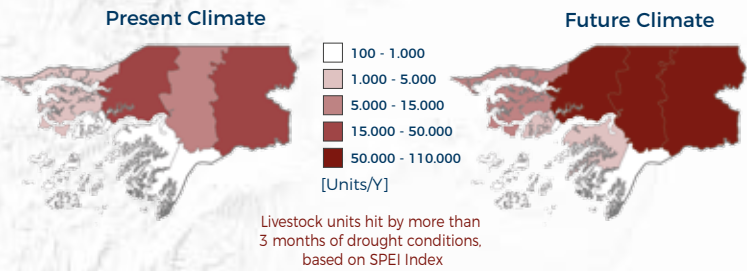 Present Climate
Future Climate
100 - 1.000
1.000 - 5.000
5.000 - 15.000
15.000 - 50.000
50.000 - 110.000
[Units/Y]
Livestock units hit by more than
3 months of drought conditions,
based on SPEI Index